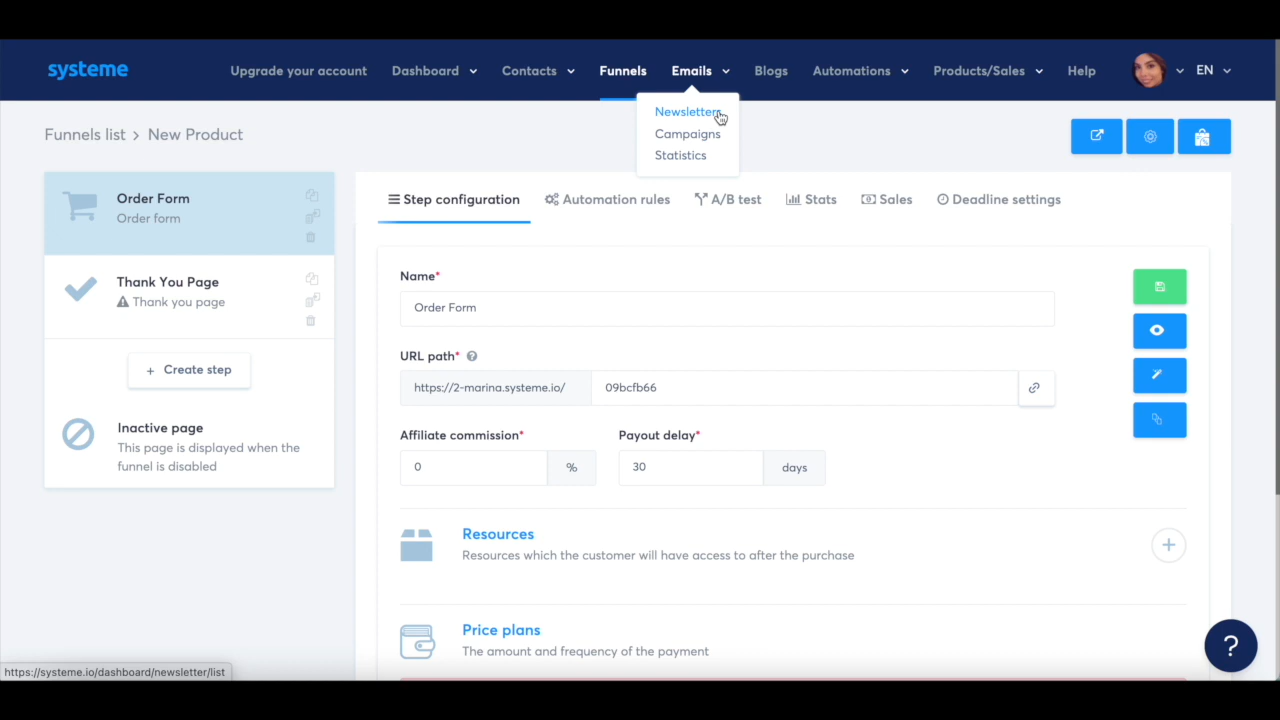 systeme
Upgrade your account
Dashboard
Contacts
Funnels
Emails
Blogs
Automations
Products/Sales
Help
EN
Newsletters
Campaigns
Statistics
Funnels list > New Product
Order Form
Order form
Thank You Page
Thank you page
+ Create step
Inactive page
This page is displayed when the
funnel is disabled
Step configuration
Automation rules
A/B test
Stats
Sales
Deadline settings
Name*
Order Form
URL path* ?
https://2-marina.systeme.io/
09bcfb66
Affiliate commission*
Payout delay*
0
%
30
days
Resources
Resources which the customer will have access to after the purchase
+
Price plans
The amount and frequency of the payment
?
https://systeme.io/dashboard/newsletter/list